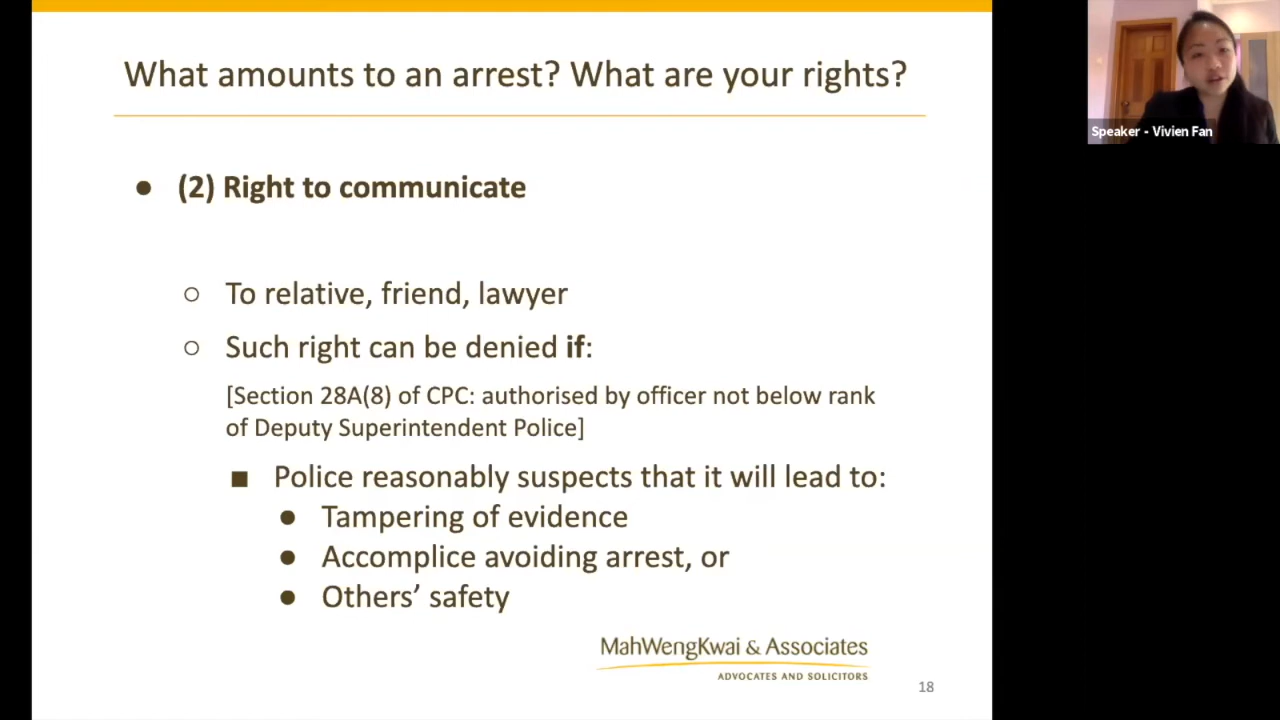 What amounts to an arrest? What are your rights?
● (2) Right to communicate
○ To relative, friend, lawyer
○ Such right can be denied if:
[Section 28A(8) of CPC: authorised by officer not below rank
of Deputy Superintendent Police]
■ Police reasonably suspects that it will lead to:
● Tampering of evidence
● Accomplice avoiding arrest, or
● Others’ safety
MahWengKwai & Associates
ADVOCATES AND SOLICITORS
18
Speaker - Vivien Fan